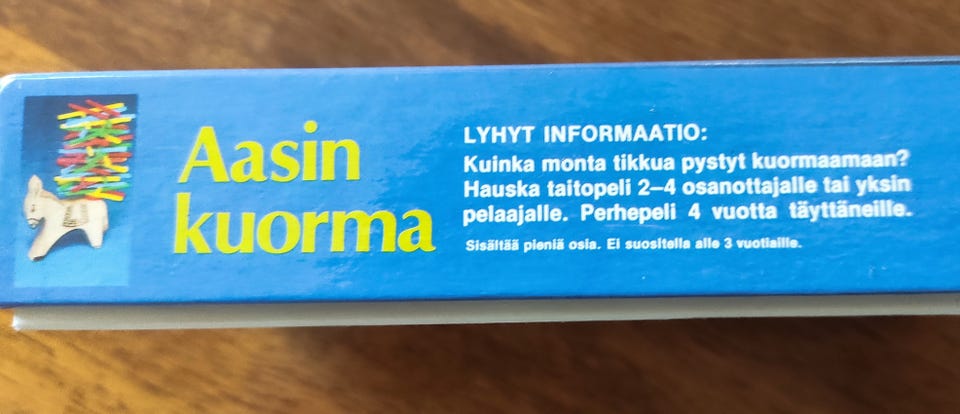 Aasin
kuorma
LYHYT INFORMAATIO:
Kuinka monta tikkua pystyt kuormaamaan?
Hauska taitopeli 2–4 osanottajalle tai yksin
pelaajalle. Perhepeli 4 vuotta täyttäneille.
Sisältää pieniä osia. Ei suositella alle 3 vuotiaille.